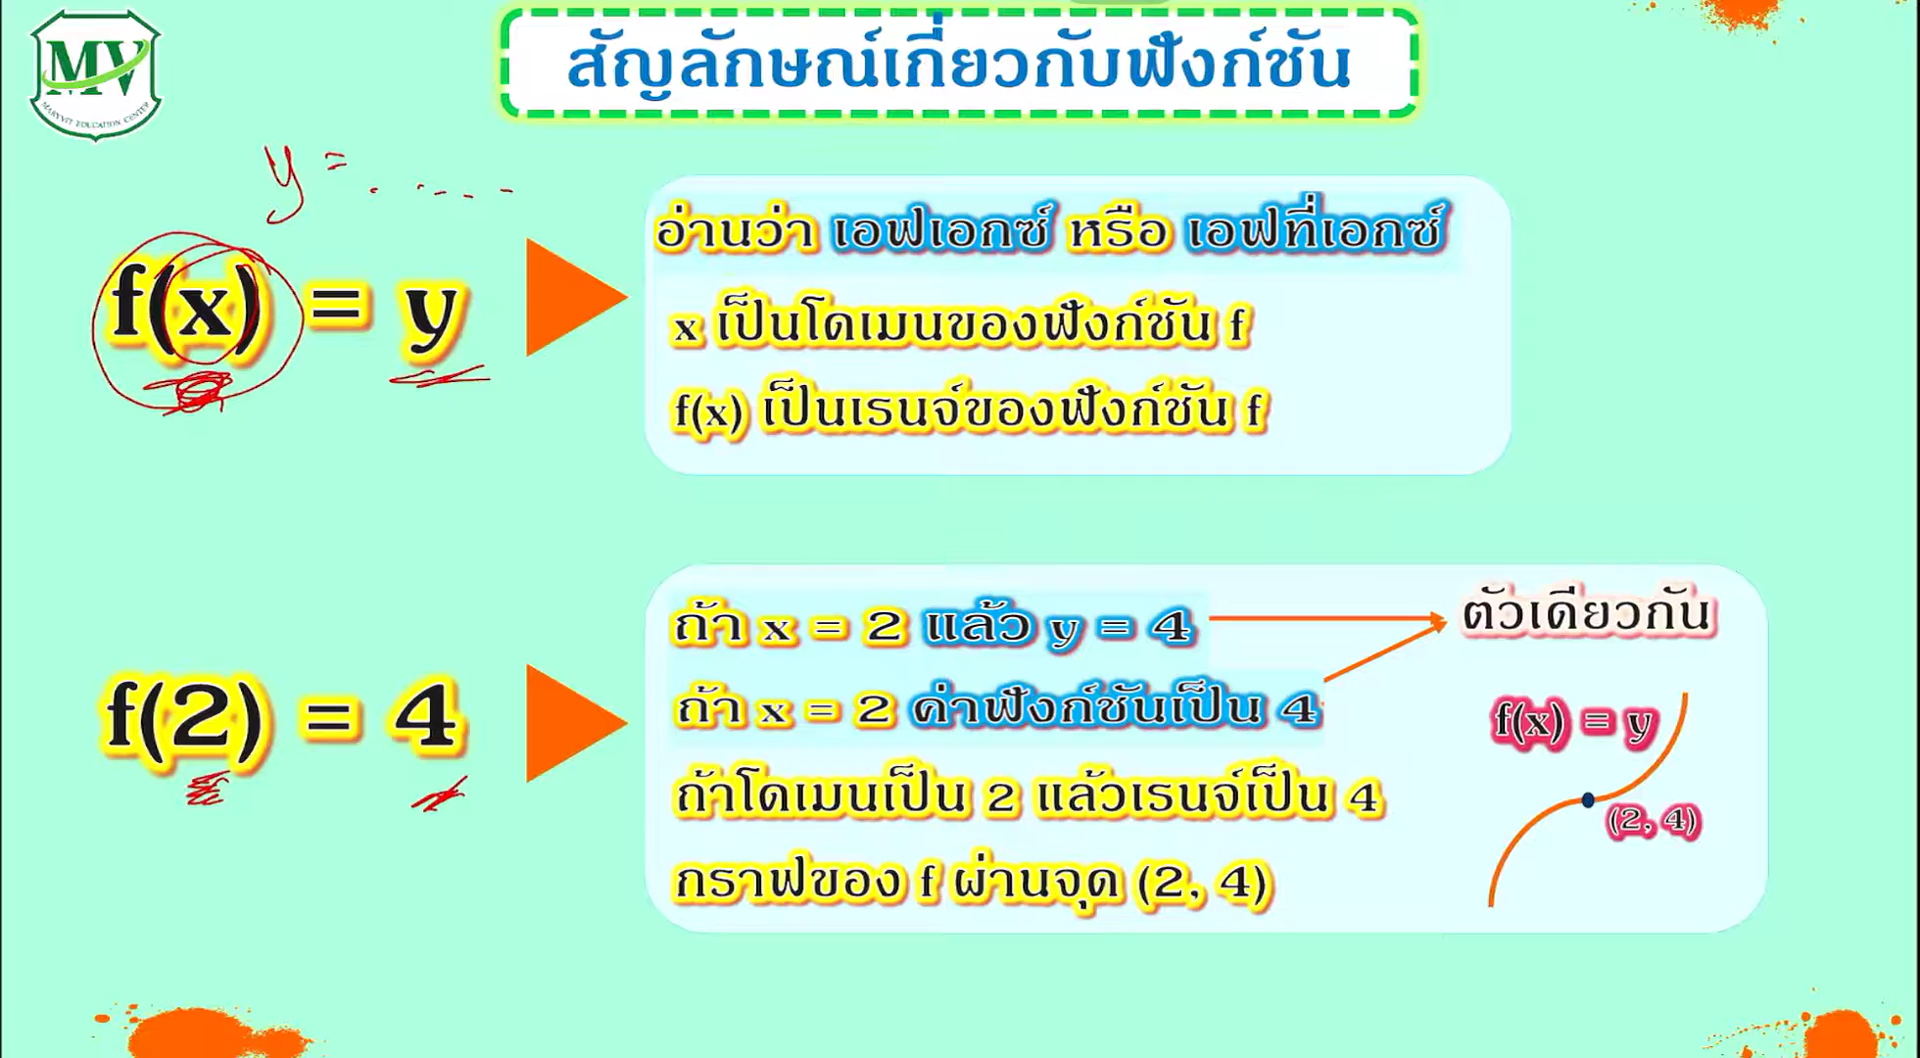 MV
MARYVIT EDUCATION CENTER
สัญลักษณ์เกี่ยวกับฟังก์ชัน
y = . . - - - -
f(x) = y
อ่านว่า เอฟเอกซ์ หรือ เอฟที่เอกซ์
x เป็นโดเมนของฟังก์ชัน f
f(x) เป็นเรนจ์ของฟังก์ชัน f
f(2) = 4
ถ้า x = 2 แล้ว y = 4
ตัวเดียวกัน
ถ้า x = 2 ค่าฟังก์ชันเป็น 4
ถ้าโดเมนเป็น 2 แล้วเรนจ์เป็น 4
กราฟของ f ผ่านจุด (2, 4)
f(x) = y
(2, 4)